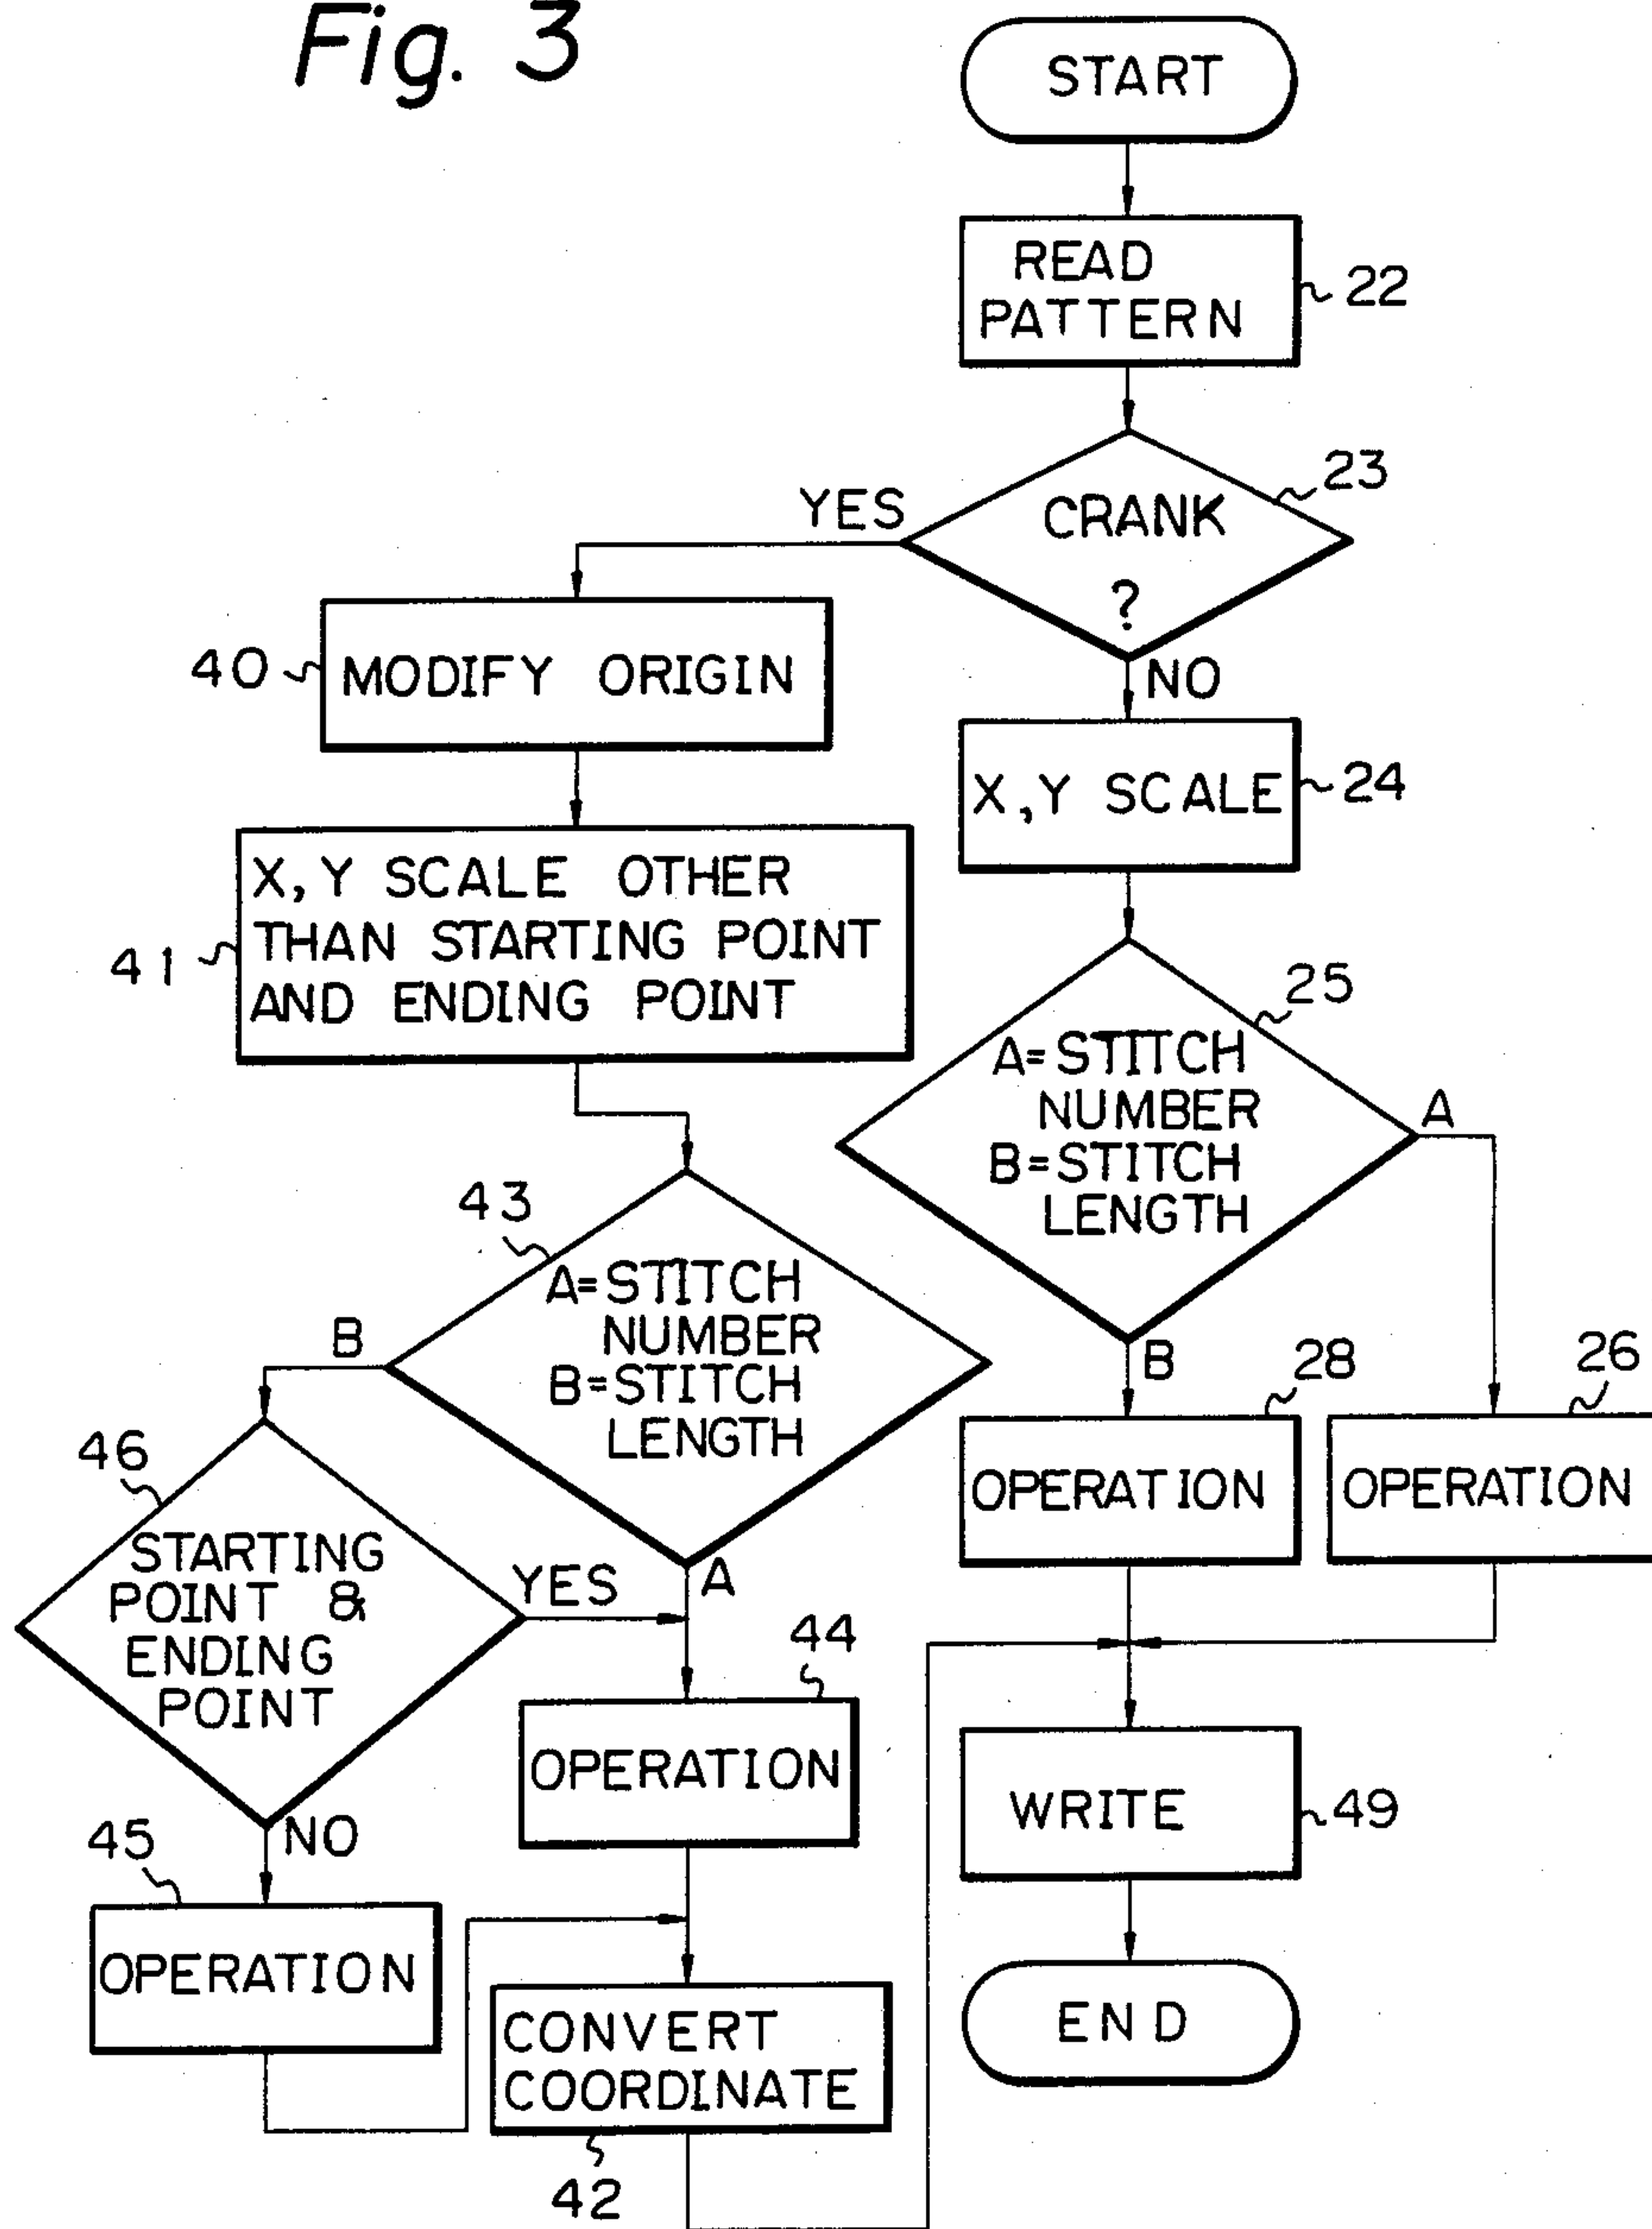 Fig. 3
START
READ
PATTERN
22
CRANK
?
23
YES
NO
40
MODIFY ORIGIN
X,Y SCALE
24
41
X,Y SCALE OTHER
THAN STARTING POINT
AND ENDING POINT
25
A=STITCH
NUMBER
B=STITCH
LENGTH
A
B
43
A=STITCH
NUMBER
B=STITCH
LENGTH
B
A
28
OPERATION
26
OPERATION
46
STARTING
POINT &
ENDING
POINT
YES
NO
44
OPERATION
45
OPERATION
WRITE
49
CONVERT
COORDINATE
42
END